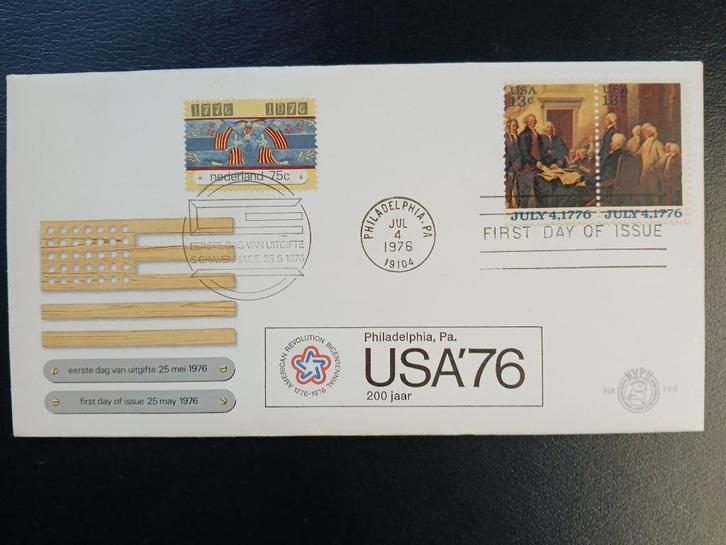 1776 1976
nederland 75c
EERSTE DAG VAN UITGIFTE
'S-GRAVENHAGE 25 5 1976
USA
13c
USA
13c
JULY 4,1776
JULY 4,1776
PHILADELPHIA, PA
JUL
4
1976
19104
FIRST DAY OF ISSUE
eerste dag van uitgifte 25 mei 1976
first day of issue 25 may 1976
AMERICAN REVOLUTION BICENTENNIAL
1776-1976
Philadelphia, Pa.
USA'76
200 jaar
NVPH
NR. 148